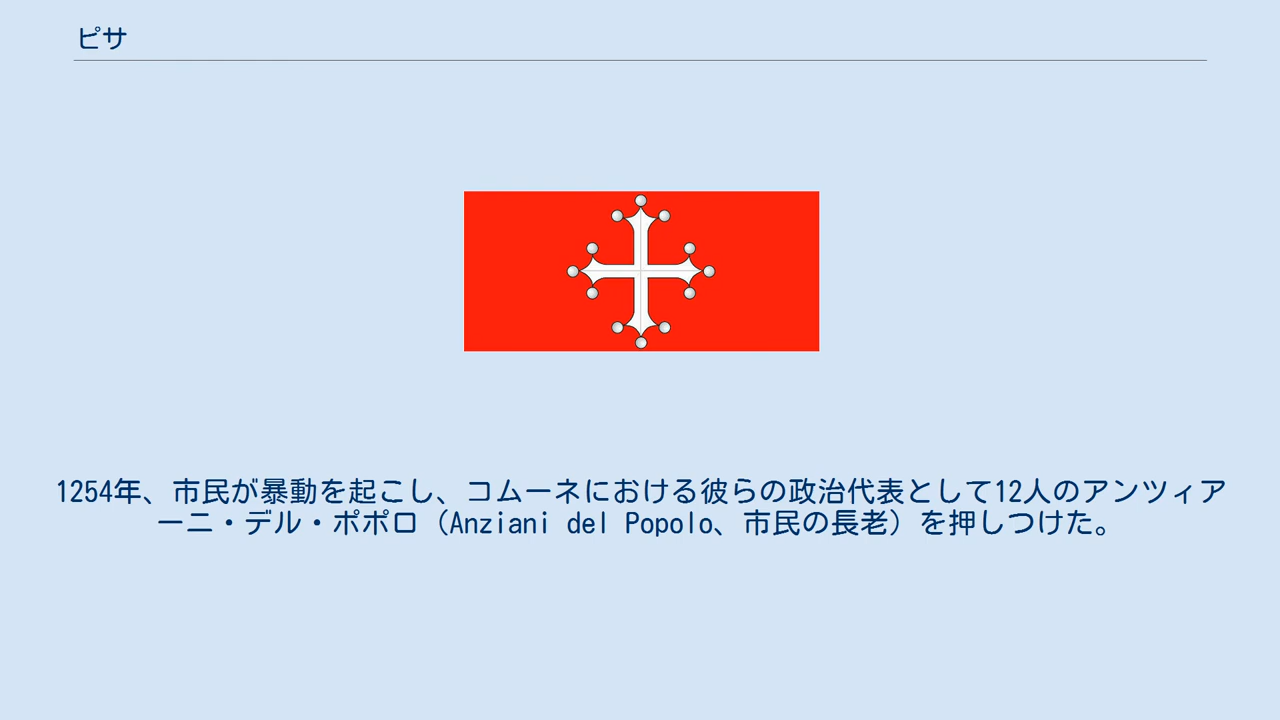 ピサ
1254年、市民が暴動を起こし、コムーネにおける彼らの政治代表として12人のアンツィア
ーニ・デル・ポポロ（Anziani del Popolo、市民の長老）を押しつけた。